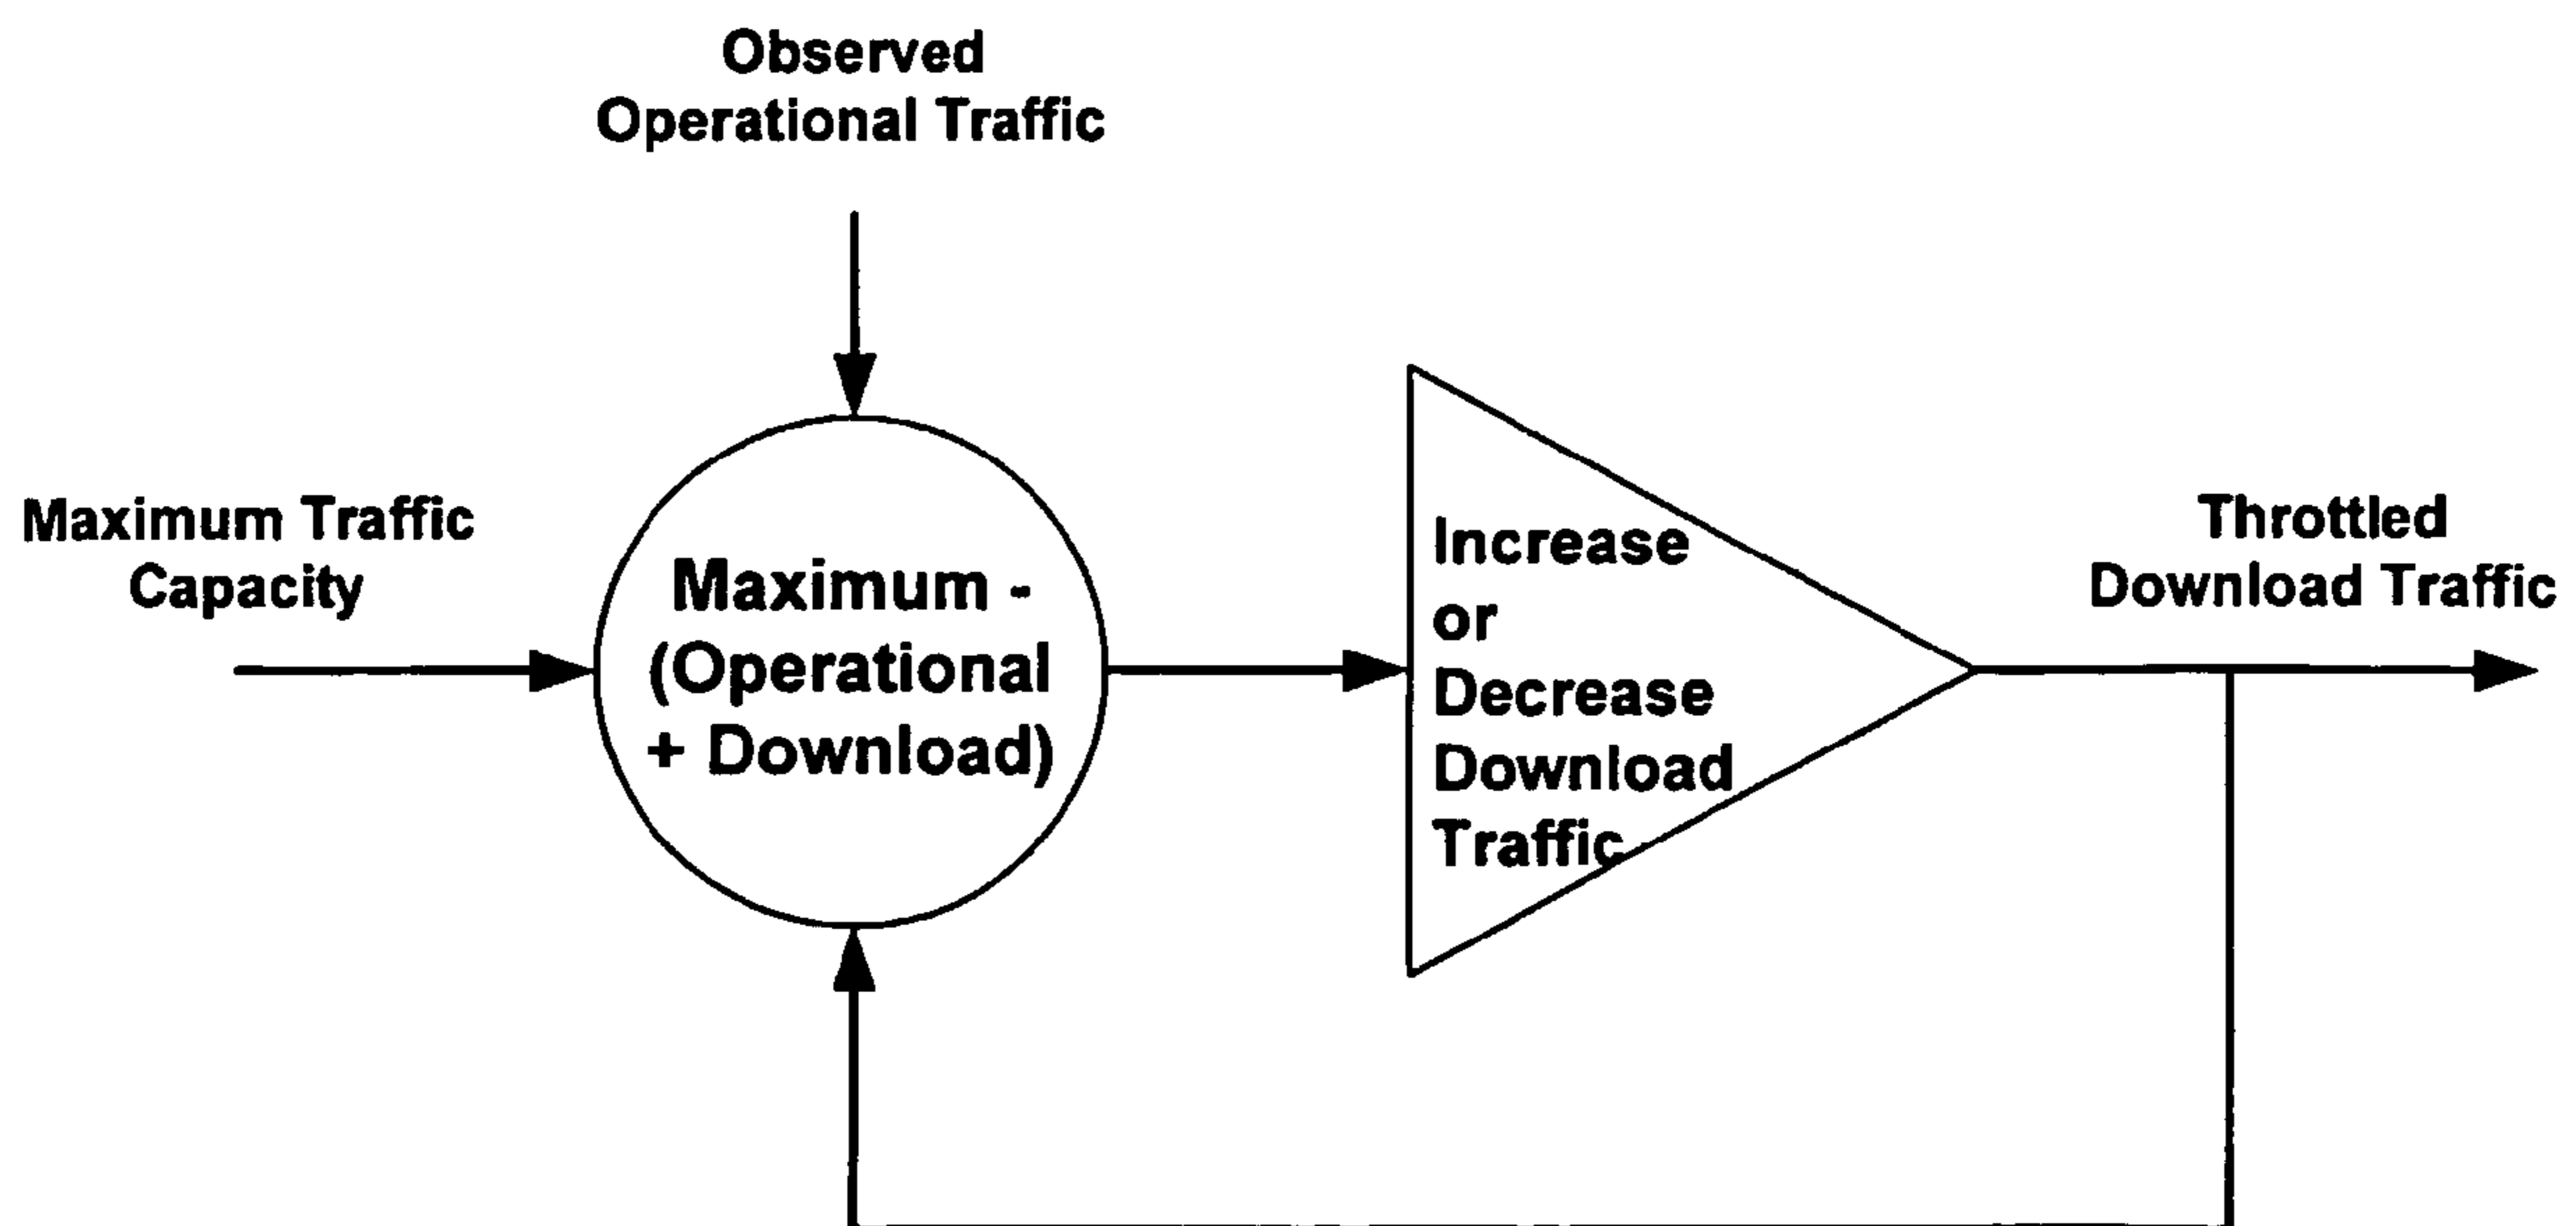 Observed
Operational Traffic
Maximum Traffic
Capacity
Maximum -
(Operational
+ Download)
Increase
or
Decrease
Download
Traffic
Throttled
Download Traffic